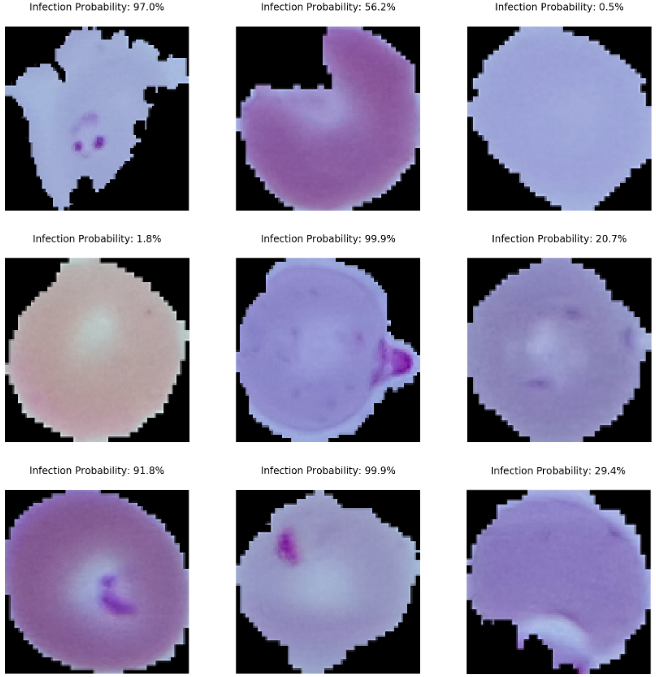 Infection Probability: 97.0%
Infection Probability: 56.2%
Infection Probability: 0.5%
Infection Probability: 1.8%
Infection Probability: 99.9%
Infection Probability: 20.7%
Infection Probability: 91.8%
Infection Probability: 99.9%
Infection Probability: 29.4%